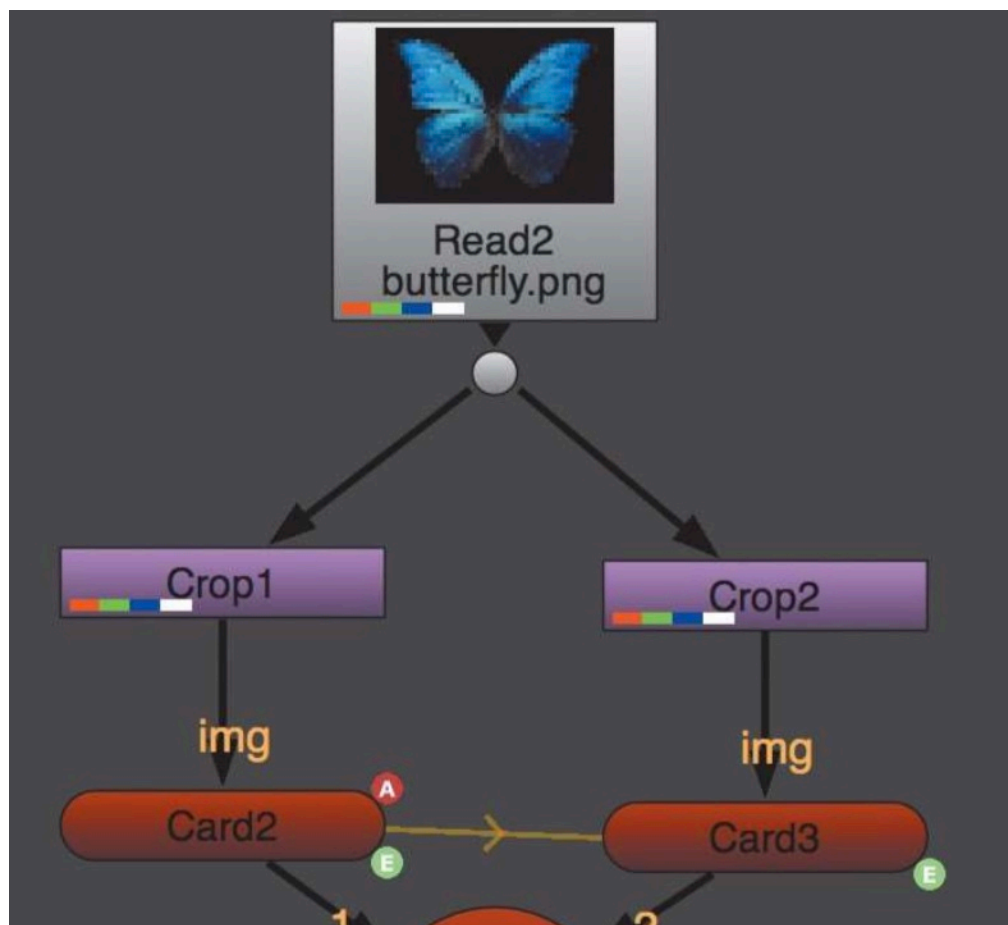 Read2
butterfly.png
Crop1
Crop2
img
img
A
Card2
Card3
E
E
1
2